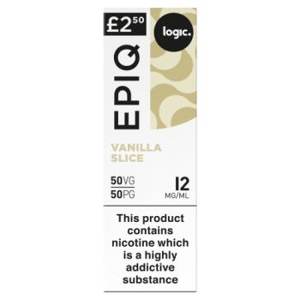 £2.50
logic.
EPIQ
VANILLA
SLICE
50VG
50PG
12
MG/ML
This product
contains
nicotine which
is a highly
addictive
substance